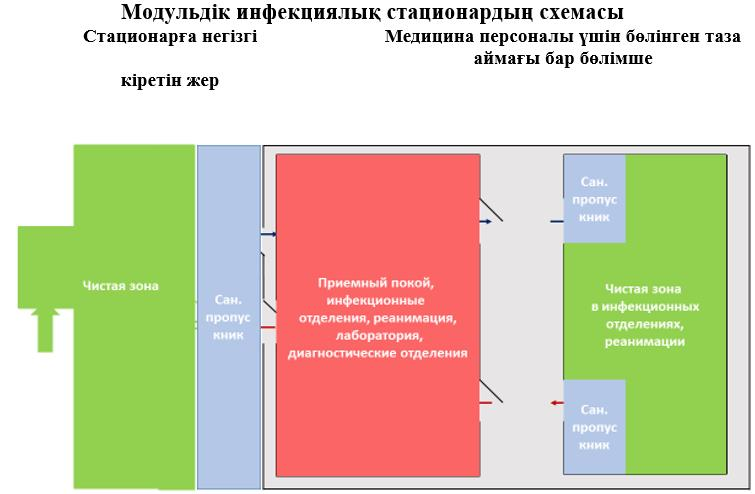 Модульдік инфекциялық стационардың схемасы
Стационарға негізгі
кіретін жер
Медицина персоналы үшін бөлінген таза
аймағы бар бөлімше
Чистая зона
Сан.
пропус
кник
Приемный покой,
инфекционные
отделения, реанимация,
лаборатория,
диагностические отделения
Сан.
пропус
кник
Чистая зона
в инфекционных
отделениях,
реанимации
Сан.
пропус
кник